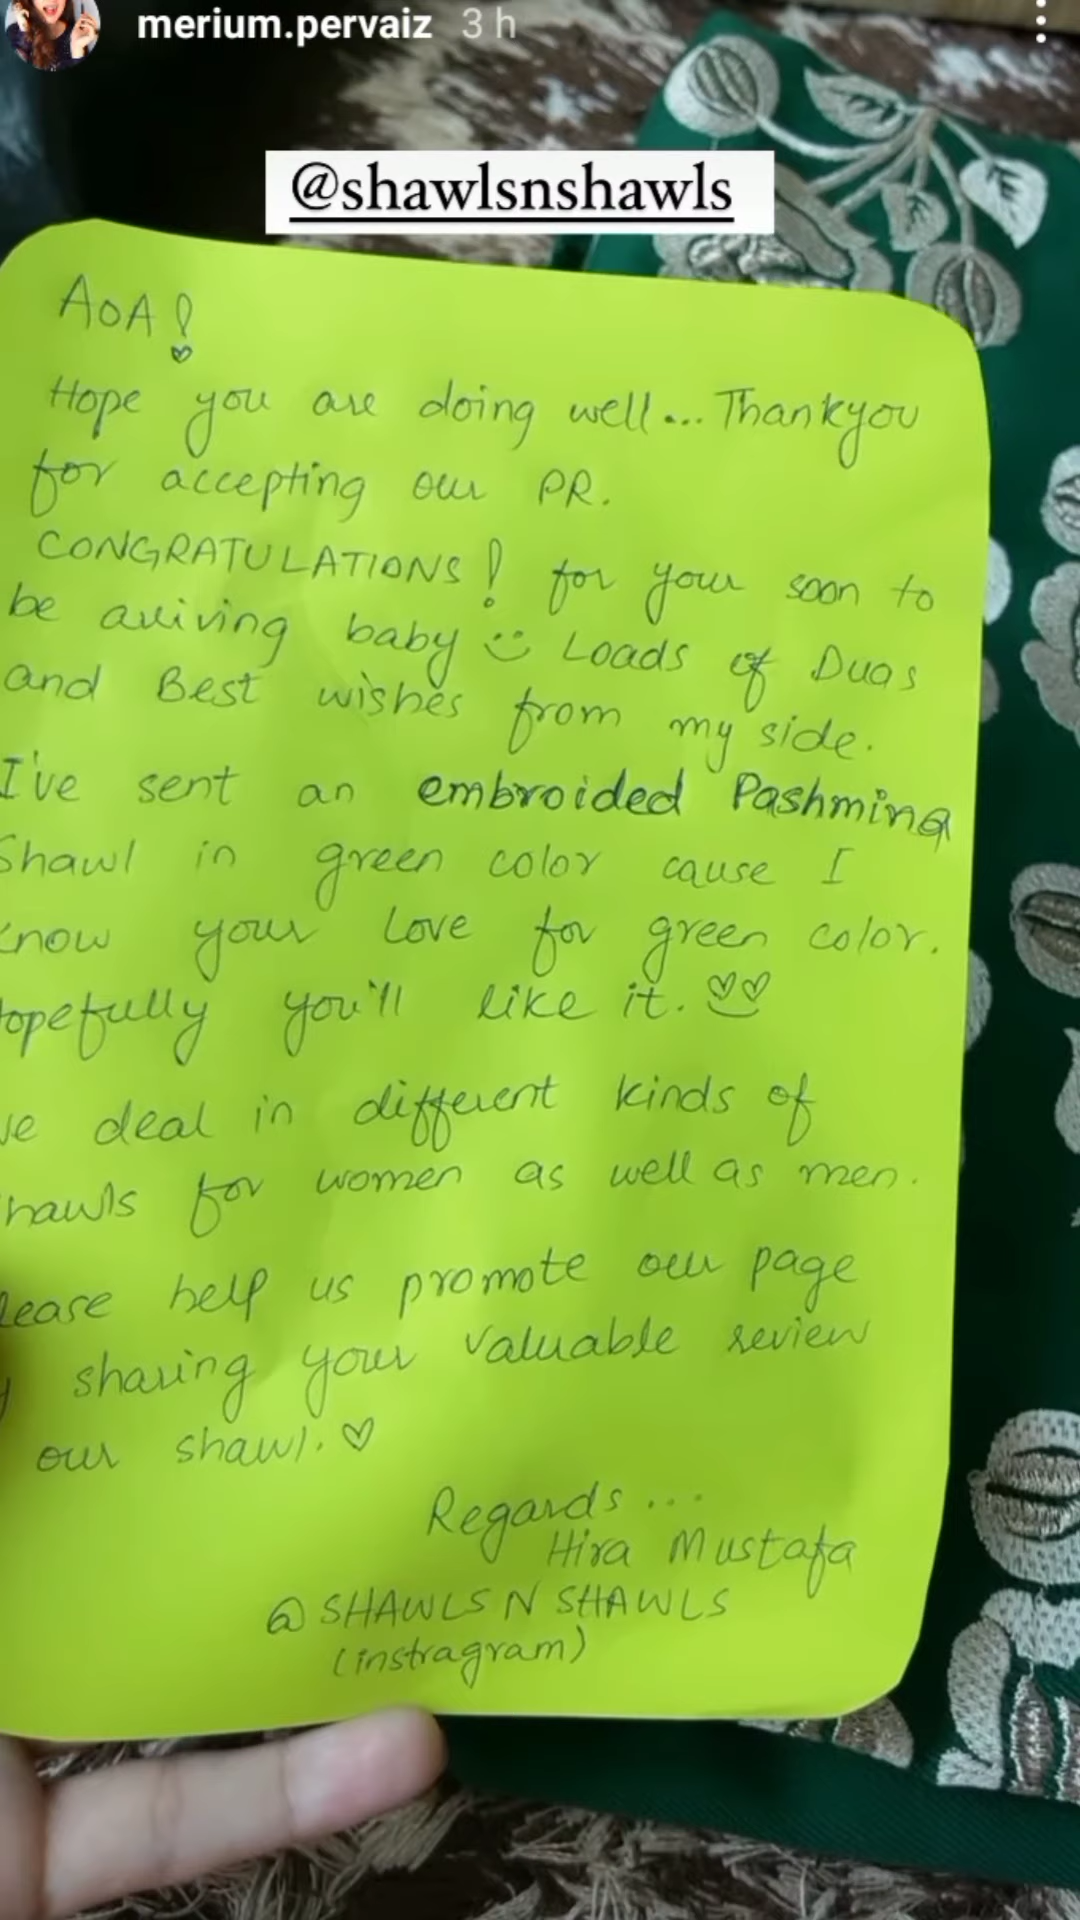 merium.pervaiz 3 h
@shawlsnshawls
AOA!
Hope you are doing well... Thankyou
for accepting our PR.
CONGRATULATIONS! for your soon to
be arriving baby Loads of Duas
and Best wishes from my side.
I've sent an embroided Pashmina
Shawl in green color cause I
know your love for green color.
Hopefully you'll like it.
we deal in different kinds of
shawls for women as well as men.
Please help us promote our page
sharing your valuable review
our shawl.
Regards...
Hira Mustafa
@SHAWLS N SHAWLS
(instragram)